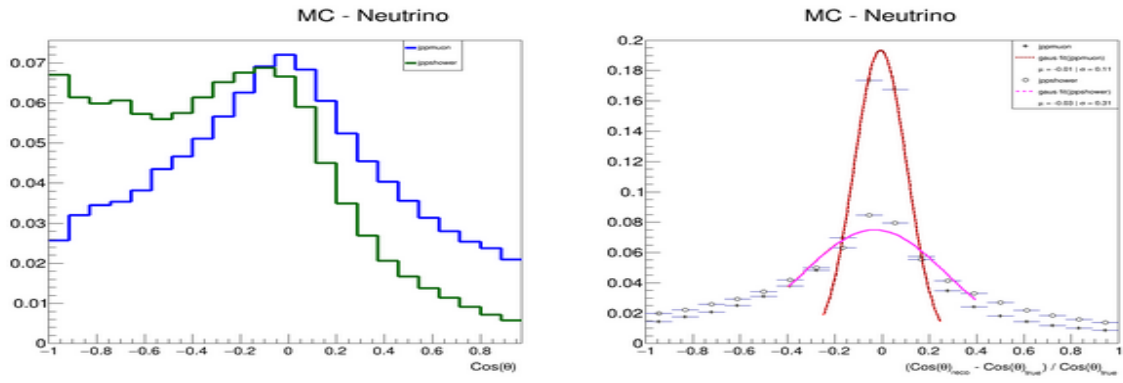 MC - Neutrino
jppmuon
jppshower
0.07
0.06
0.05
0.04
0.03
0.02
0.01
0
−1 −0.8 −0.6 −0.4 −0.2 0 0.2 0.4 0.6 0.8
Cos(θ)
MC - Neutrino
jppmuon
gaus fit(jppmuon)
μ = -0.01 | σ = 0.11
jppshower
gaus fit(jppshower)
μ = -0.03 | σ = 0.31
0.2
0.18
0.16
0.14
0.12
0.1
0.08
0.06
0.04
0.02
0
−1 −0.8 −0.6 −0.4 −0.2 0 0.2 0.4 0.6 0.8 1
(Cos(θ)reco - Cos(θ)true) / Cos(θ)true